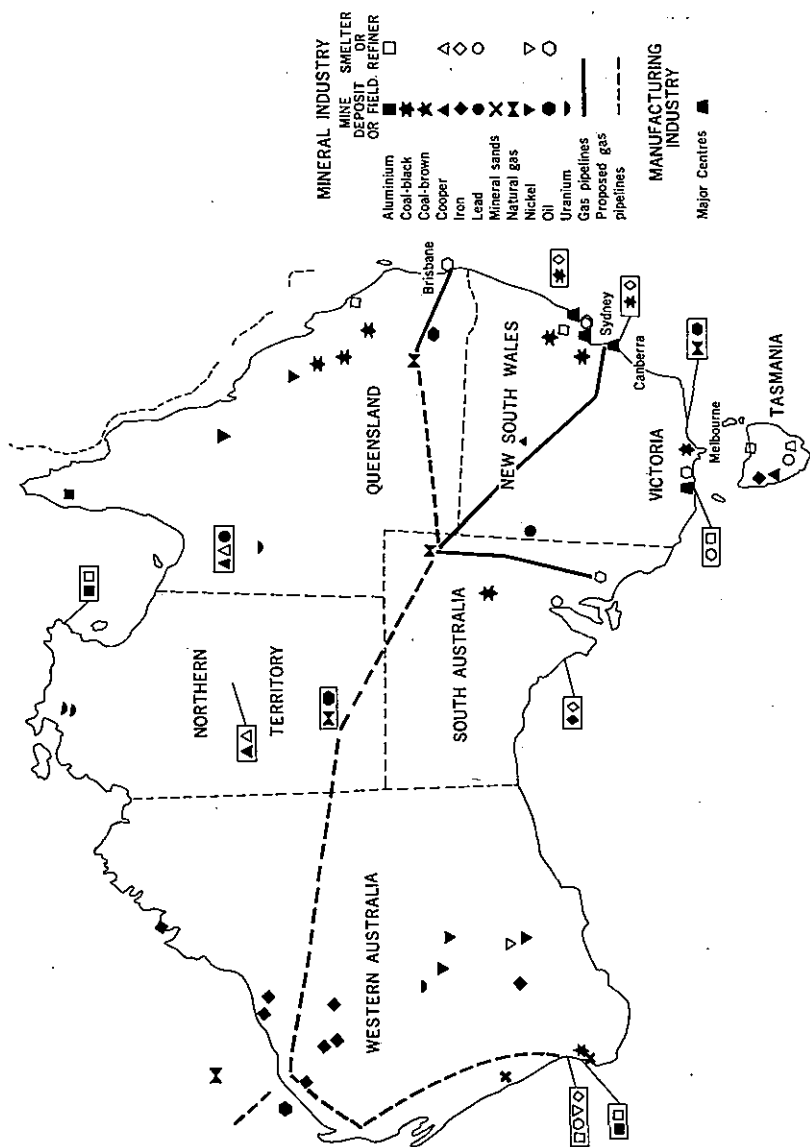 MINERAL INDUSTRY
MINE SMELTER
DEPOSIT OR
OR FIELD. REFINER
Aluminium
Coal-black
Coal-brown
Cooper
Iron
Lead
Mineral sands
Natural gas
Nickel
Oil
Uranium
Gas pipelines
Proposed gas
pipelines
MANUFACTURING
INDUSTRY
Major Centres
NORTHERN
TERRITORY
QUEENSLAND
Brisbane
WESTERN AUSTRALIA
SOUTH AUSTRALIA
NEW SOUTH WALES
Sydney
Canberra
VICTORIA
Melbourne
TASMANIA